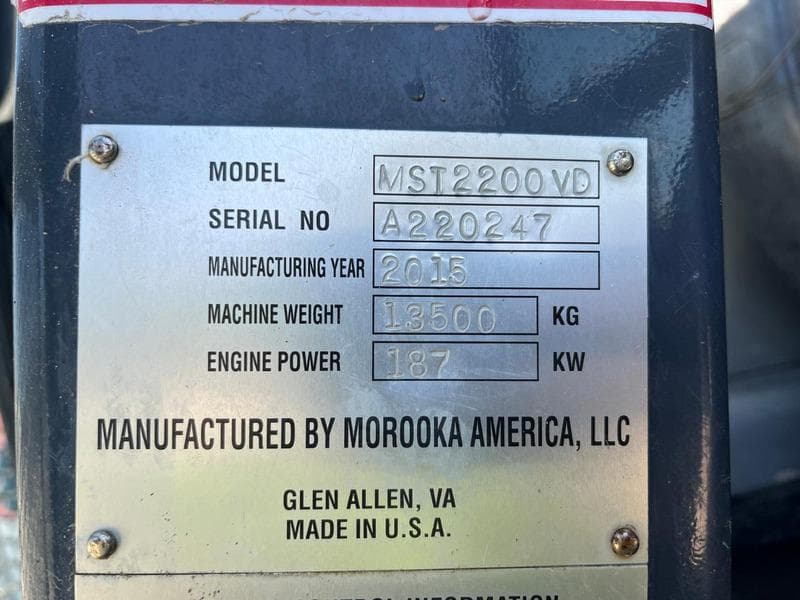 MODEL MST2200VD
SERIAL NO A220247
MANUFACTURING YEAR 2015
MACHINE WEIGHT 13500 KG
ENGINE POWER 187 KW
MANUFACTURED BY MOROOKA AMERICA, LLC
GLEN ALLEN, VA
MADE IN U.S.A.
INFORMATION